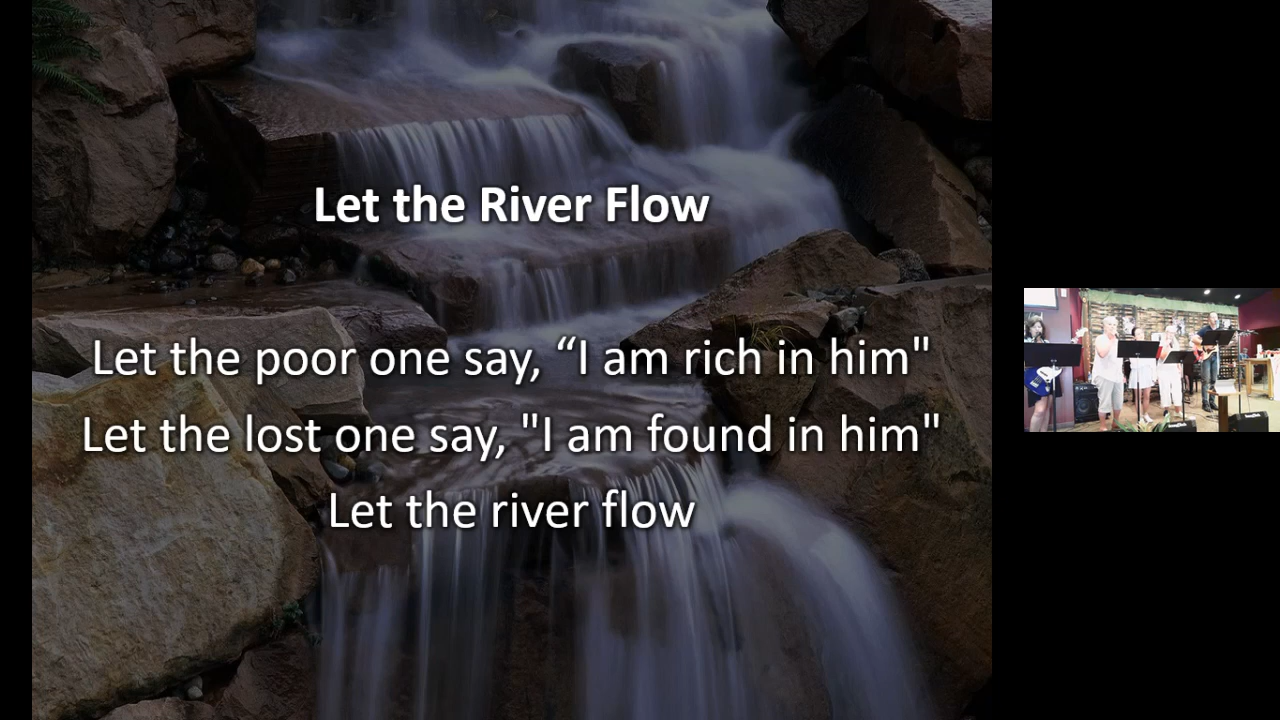 Let the River Flow
Let the poor one say, “I am rich in him"
Let the lost one say, "I am found in him"
Let the river flow